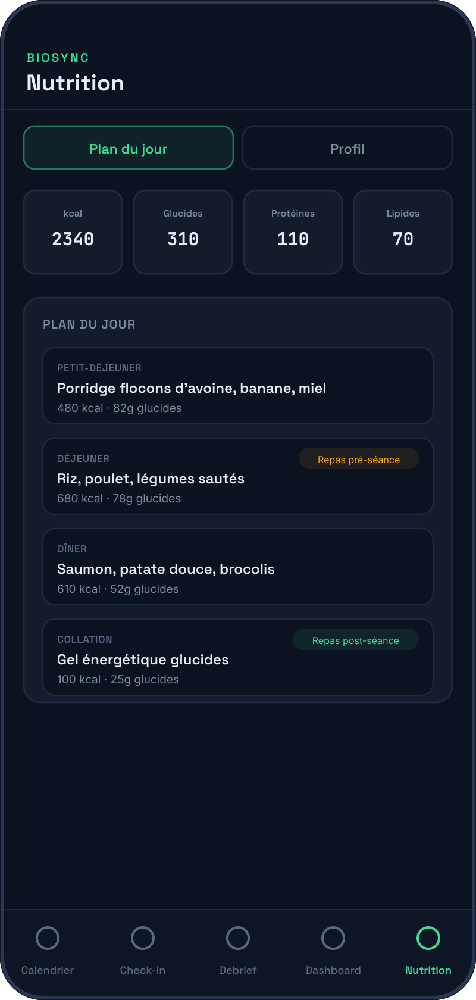 BIOSYNC
Nutrition
Plan du jour
Profil
kcal
2340
Glucides
310
Protéines
110
Lipides
70
PLAN DU JOUR
PETIT-DÉJEUNER
Porridge flocons d’avoine, banane, miel
480 kcal · 82g glucides
DÉJEUNER
Repas pré-séance
Riz, poulet, légumes sautés
680 kcal · 78g glucides
DÎNER
Saumon, patate douce, brocolis
610 kcal · 52g glucides
COLLATION
Repas post-séance
Gel énergétique glucides
100 kcal · 25g glucides
Calendrier
Check-in
Debrief
Dashboard
Nutrition